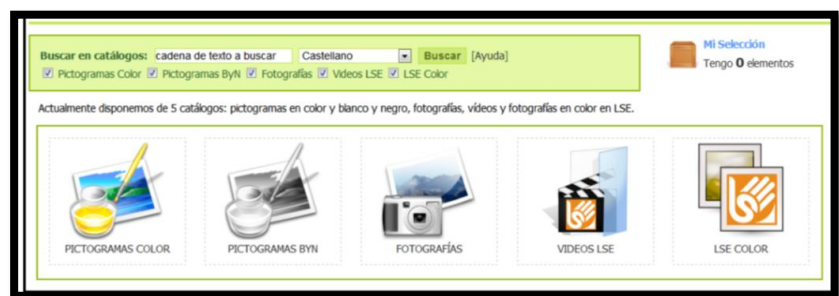 Buscar en catálogos: cadena de texto a buscar Castellano Buscar [Ayuda]
Pictogramas Color Pictogramas ByN Fotografías Videos LSE LSE Color
Mi Selección
Tengo 0 elementos
Actualmente disponemos de 5 catálogos: pictogramas en color y blanco y negro, fotografías, vídeos y fotografías en color en LSE.
PICTOGRAMAS COLOR
PICTOGRAMAS BYN
FOTOGRAFÍAS
VIDEOS LSE
LSE COLOR